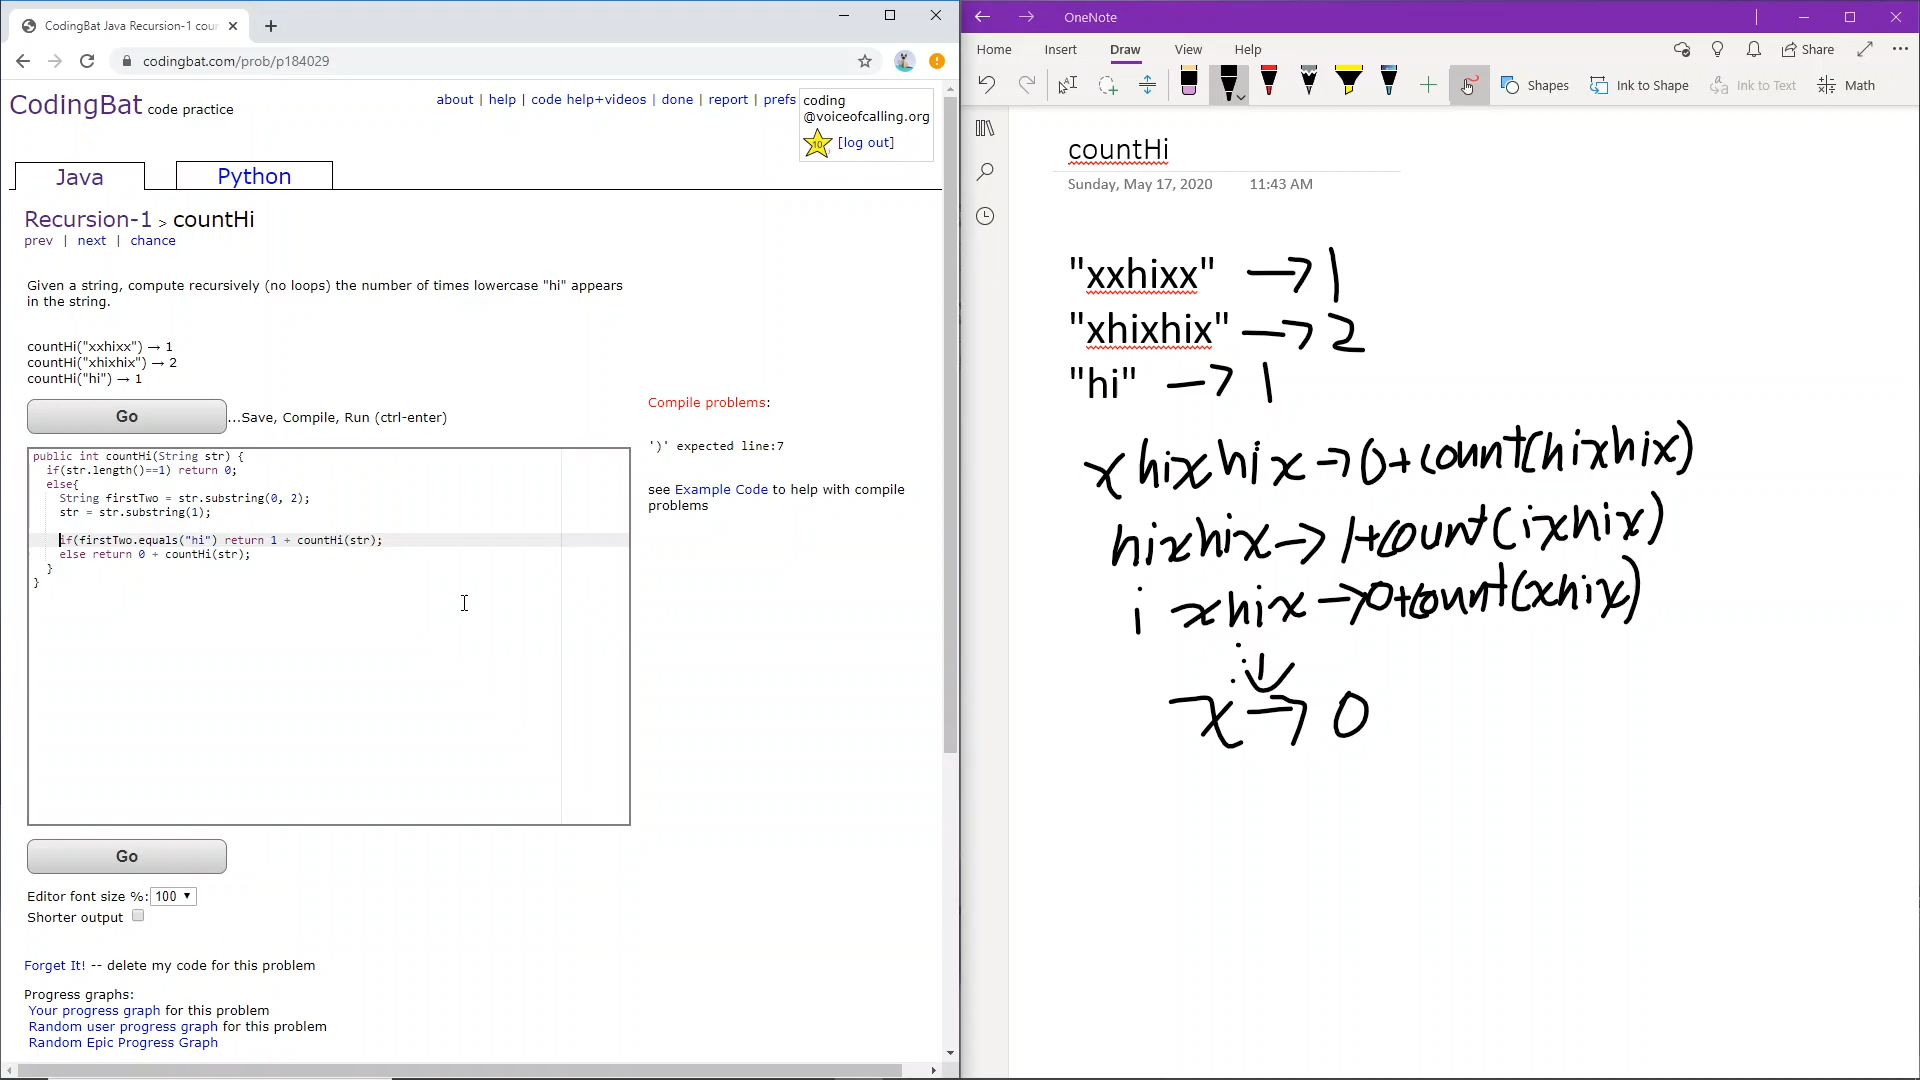 CodingBat Java Recursion-1 cour
codingbat.com/prob/p184029
CodingBat code practice
about | help | code help+videos | done | report | prefs
coding
@voiceofcalling.org
10
[log out]
Java
Python
Recursion-1 > countHi
prev | next | chance
Given a string, compute recursively (no loops) the number of times lowercase "hi" appears
in the string.
countHi("xxhixx") → 1
countHi("xhixhix") → 2
countHi("hi") → 1
Go
...Save, Compile, Run (ctrl-enter)
public int countHi(String str) {
if(str.length()==1) return 0;
else{
String firstTwo = str.substring(0, 2);
str = str.substring(1);
if(firstTwo.equals("hi") return 1 + countHi(str);
else return 0 + countHi(str);
}
}
Compile problems:
')' expected line:7
see Example Code to help with compile
problems
Go
Editor font size %: 100
Shorter output
Forget It! -- delete my code for this problem
Progress graphs:
Your progress graph for this problem
Random user progress graph for this problem
Random Epic Progress Graph
OneNote
Home
Insert
Draw
View
Help
Share
Shapes
Ink to Shape
Ink to Text
Math
countHi
Sunday, May 17, 2020 11:43 AM
"xxhixx" → 1
"xhixhix" → 2
"hi" → 1
xhixhix → 0+count(hixhix)
hixhix → 1+count(ixhix)
ixhix → 0+count(xhix)
x → 0